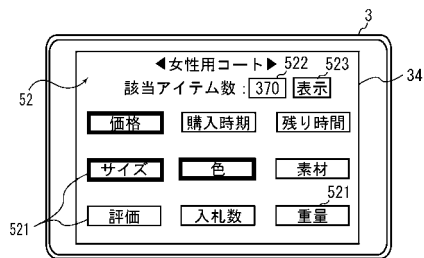 3
◀女性用コート▶
522 523
該当アイテム数：370 表示
34
52
価格 購入時期 残り時間
サイズ 色 素材
521
521
評価 入札数 重量